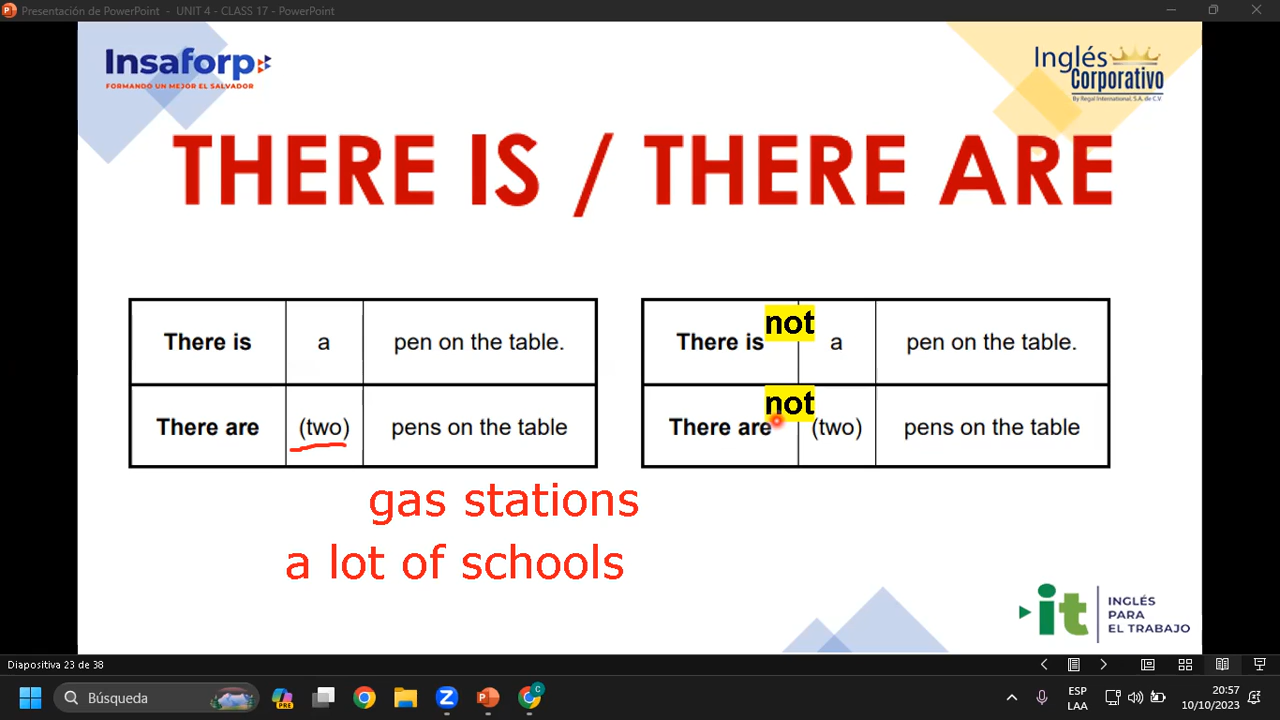 Presentación de PowerPoint - UNIT 4 - CLASS 17 - PowerPoint
Insaforp
FORMANDO UN MEJOR EL SALVADOR
Inglés
Corporativo
By Regal International, S.A. de C.V
THERE IS / THERE ARE
There is a pen on the table.
There are (two) pens on the table
There is not a pen on the table.
There are not (two) pens on the table
gas stations
a lot of schools
it
INGLÉS
PARA
EL TRABAJO
Diapositiva 23 de 38
Búsqueda
PRE
C
ESP
LAA
20:57
10/10/2023